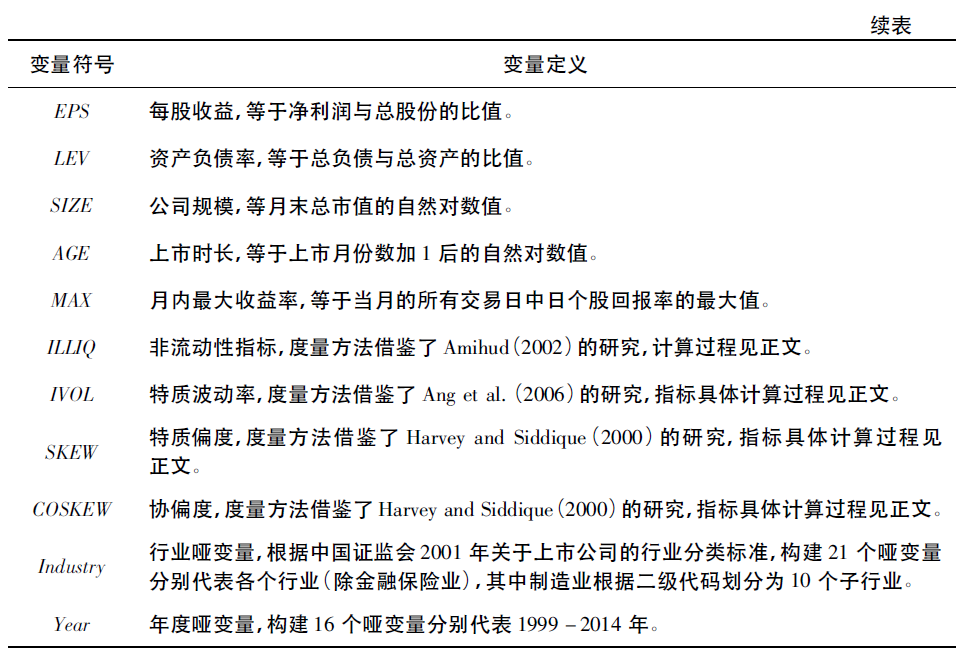 续表
变量符号 变量定义
EPS 每股收益,等于净利润与总股份的比值。
LEV 资产负债率,等于总负债与总资产的比值。
SIZE 公司规模,等月末总市值的自然对数值。
AGE 上市时长,等于上市月份数加 1 后的自然对数值。
MAX 月内最大收益率,等于当月的所有交易日中日个股回报率的最大值。
ILLIQ 非流动性指标,度量方法借鉴了 Amihud(2002)的研究,计算过程见正文。
IVOL 特质波动率,度量方法借鉴了 Ang et al. (2006)的研究,指标具体计算过程见正文。
SKEW 特质偏度,度量方法借鉴了 Harvey and Siddique(2000)的研究,指标具体计算过程见
正文。
COSKEW 协偏度,度量方法借鉴了 Harvey and Siddique(2000)的研究,指标具体计算过程见正文。
Industry 行业哑变量,根据中国证监会 2001 年关于上市公司的行业分类标准,构建 21 个哑变量
分别代表各个行业(除金融保险业),其中制造业根据二级代码划分为 10 个子行业。
Year 年度哑变量,构建 16 个哑变量分别代表 1999 – 2014 年。